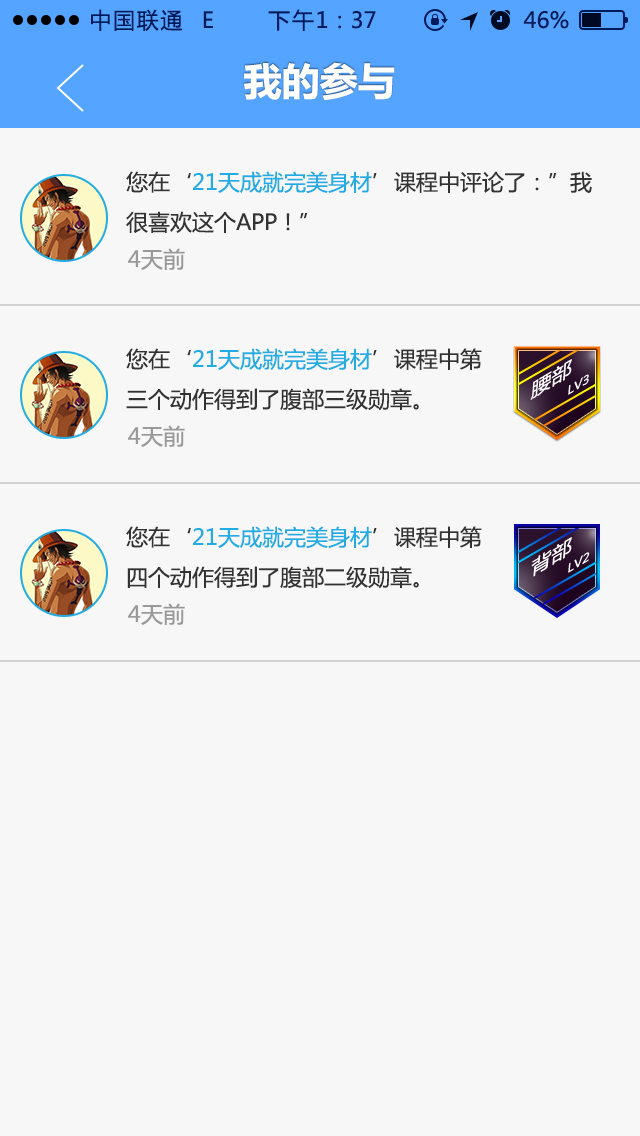 中国联通 E 下午1：37 46%
我的参与
您在‘21天成就完美身材’课程中评论了：”我
很喜欢这个APP！”
4天前
您在‘21天成就完美身材’课程中第
三个动作得到了腹部三级勋章。
4天前
腰部
LV3
您在‘21天成就完美身材’课程中第
四个动作得到了腹部二级勋章。
4天前
背部
LV2